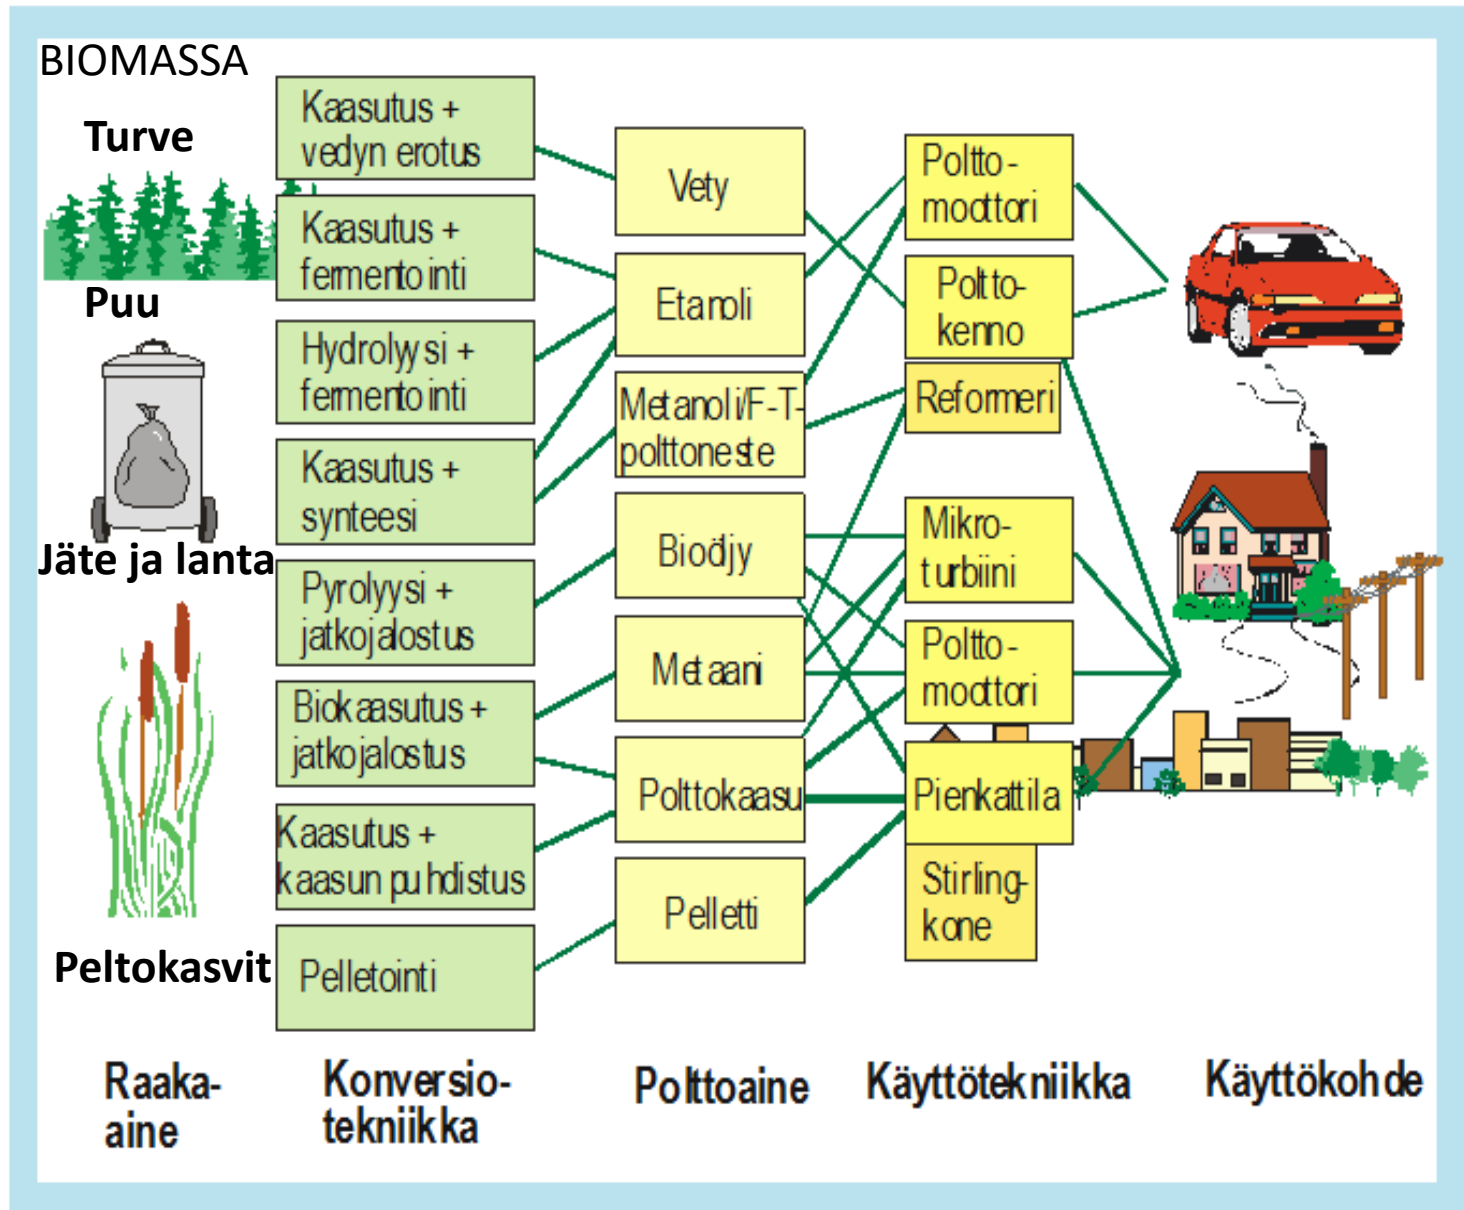 BIOMASSA
Turve
Puu
Jäte ja lanta
Peltokasvit
Kaasutus +
vedyn erotus
Kaasutus +
fermentointi
Hydrolyysi +
fermentointi
Kaasutus +
synteesi
Pyrolyysi +
jatkojalostus
Biokaasutus +
jatkojalostus
Kaasutus +
kaasun puhdistus
Pelletointi
Vety
Etanoli
Metanoli/F-T-
polttoneste
Bioöljy
Metaani
Polttokaasu
Pelletti
Poltto-
moottori
Poltto-
kenno
Reformeri
Mikro-
turbiini
Poltto-
moottori
Pienkattila
Stirling-
kone
Raaka-
aine
Konversio-
tekniikka
Polttoaine
Käyttötekniikka
Käyttökohde